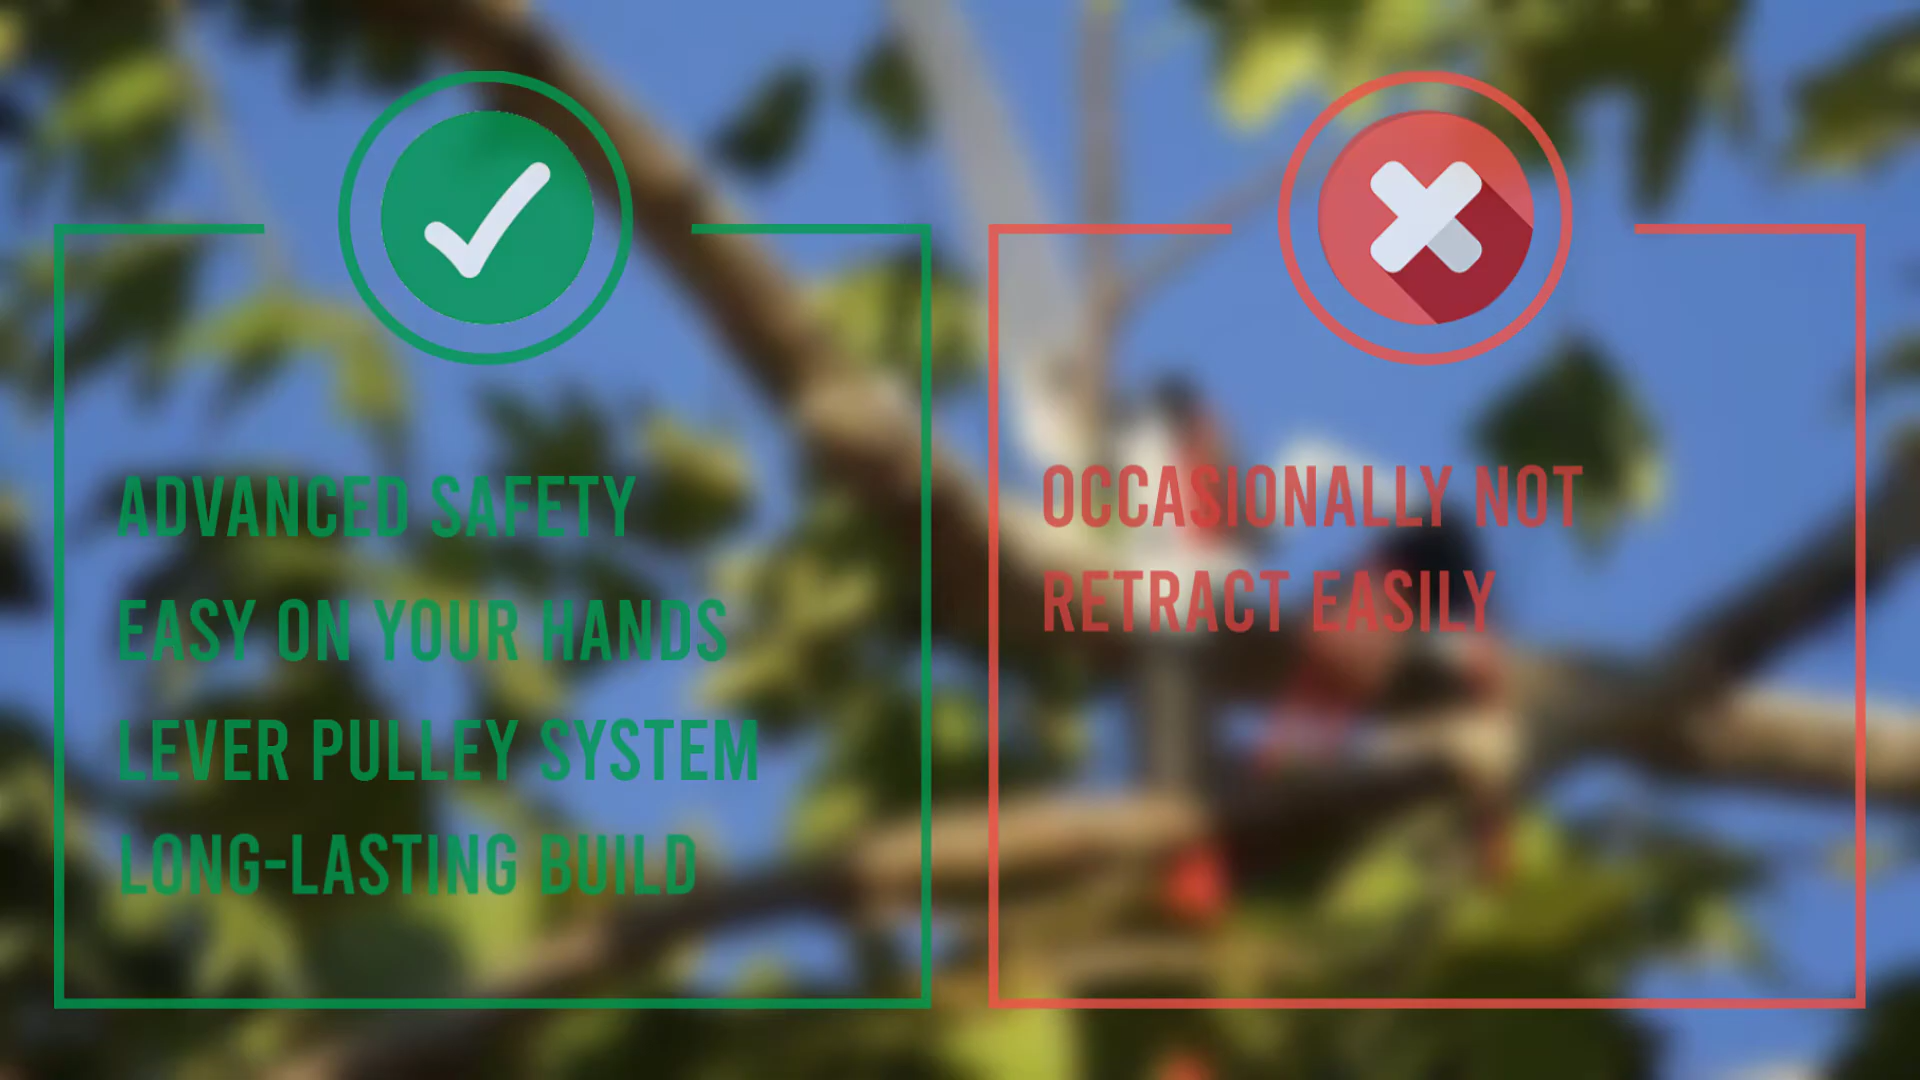 ADVANCED SAFETY
EASY ON YOUR HANDS
LEVER PULLEY SYSTEM
LONG-LASTING BUILD
OCCASIONALLY NOT
RETRACT EASILY